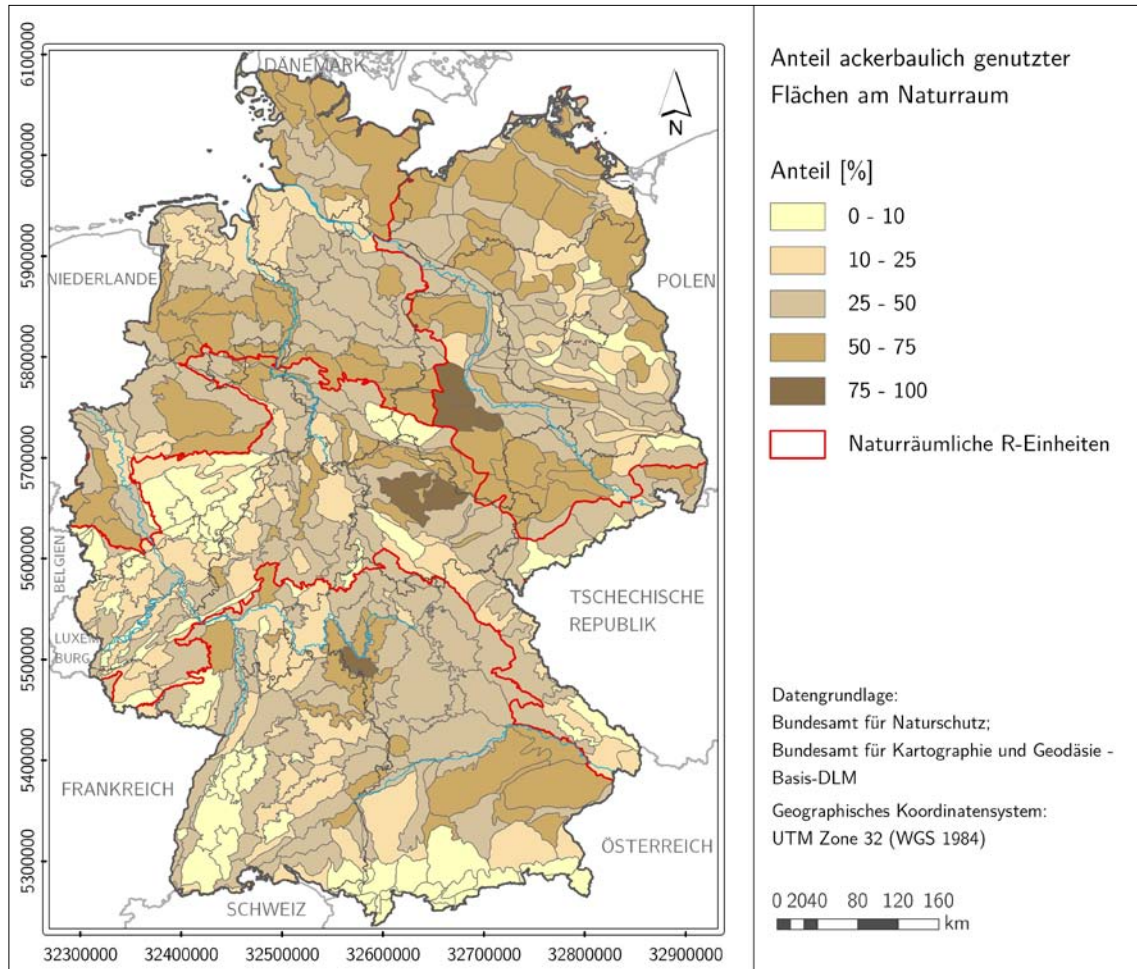 DÄNEMARK
NIEDERLANDE
POLEN
BELGIEN
LUXEM
BURG
TSCHECHISCHE
REPUBLIK
FRANKREICH
ÖSTERREICH
SCHWEIZ
N
6100000
6000000
5900000
5800000
5700000
5600000
5500000
5400000
5300000
32300000 32400000 32500000 32600000 32700000 32800000 32900000
Anteil ackerbaulich genutzter
Flächen am Naturraum
Anteil [%]
0 - 10
10 - 25
25 - 50
50 - 75
75 - 100
Naturräumliche R-Einheiten
Datengrundlage:
Bundesamt für Naturschutz;
Bundesamt für Kartographie und Geodäsie -
Basis-DLM
Geographisches Koordinatensystem:
UTM Zone 32 (WGS 1984)
0 2040 80 120 160
km